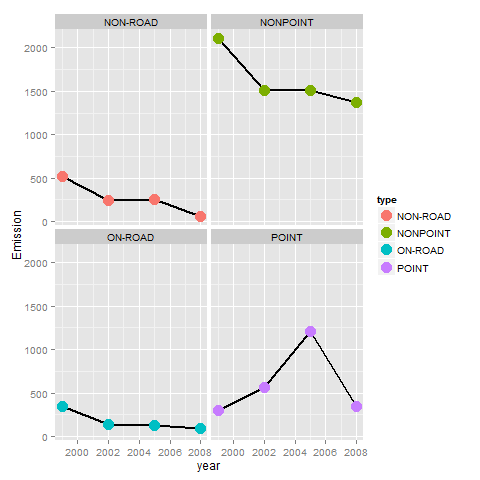 NON-ROAD
NONPOINT
2000
1500
1000
500
0
ON-ROAD
POINT
2000
1500
1000
500
0
2000 2002 2004 2006 2008
2000 2002 2004 2006 2008
Emission
year
type
NON-ROAD
NONPOINT
ON-ROAD
POINT